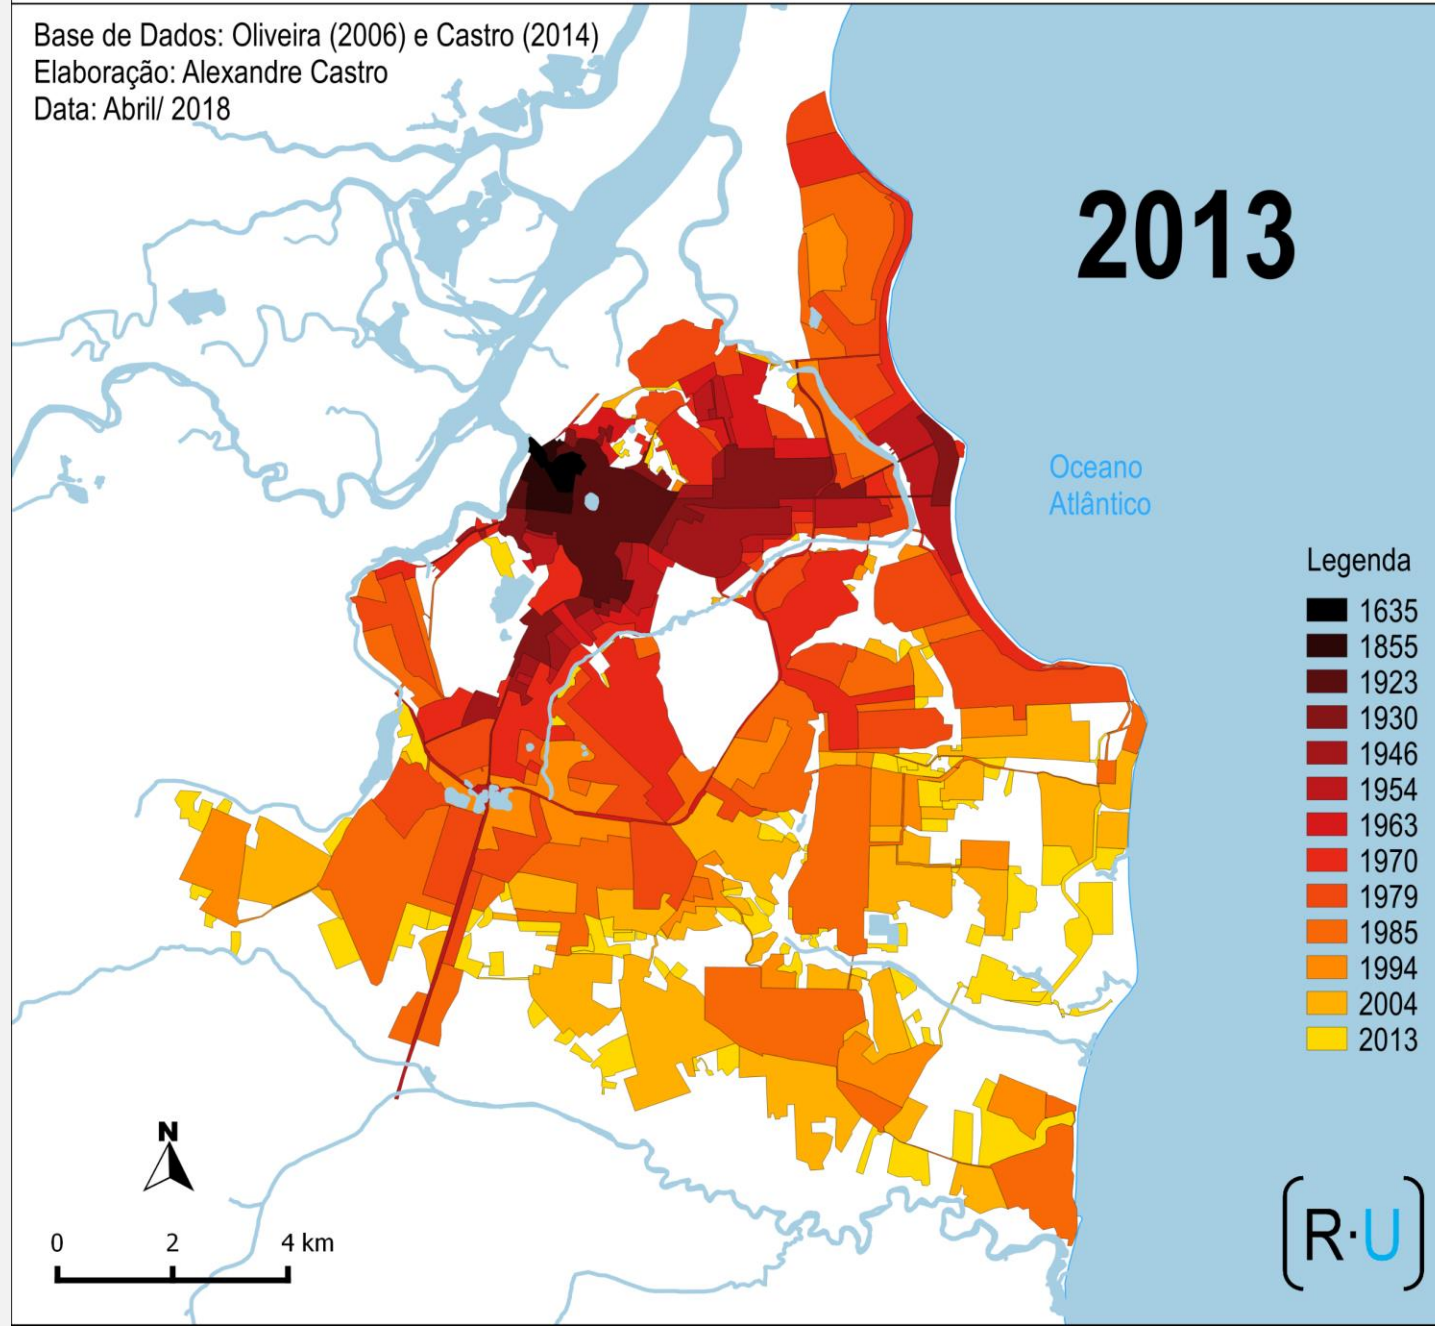 Base de Dados: Oliveira (2006) e Castro (2014)
Elaboração: Alexandre Castro
Data: Abril/ 2018
2013
Oceano
Atlântico
Legenda
1635
1855
1923
1930
1946
1954
1963
1970
1979
1985
1994
2004
2013
N
0 2 4 km
[R·U]